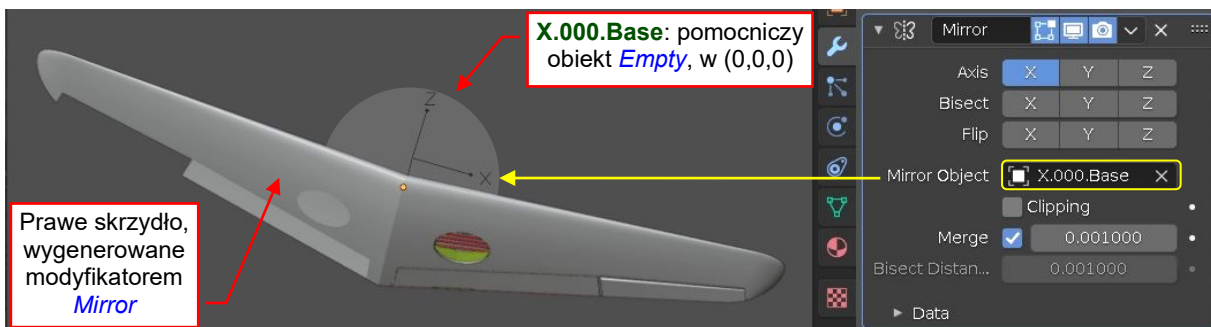 X.000.Base: pomocniczy
obiekt Empty, w (0,0,0)
Z
X
Prawe skrzydło,
wygenerowane
modyfikatorem
Mirror
Mirror
Axis X Y Z
Bisect X Y Z
Flip X Y Z
Mirror Object X.000.Base
Clipping
Merge 0.001000
Bisect Distan... 0.001000
Data